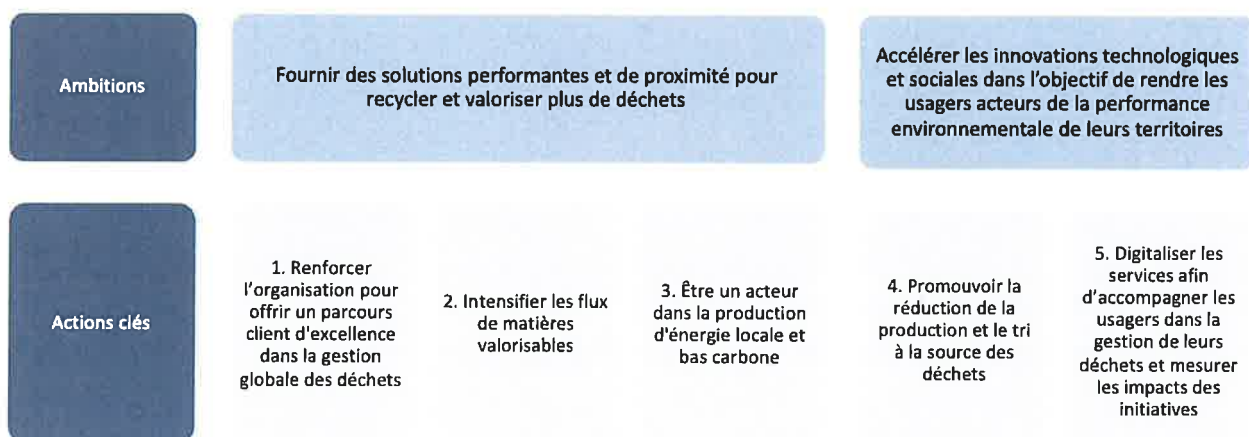 Ambitions
Fournir des solutions performantes et de proximité pour
recycler et valoriser plus de déchets
Accélérer les innovations technologiques
et sociales dans l'objectif de rendre les
usagers acteurs de la performance
environnementale de leurs territoires
Actions clés
1. Renforcer
l'organisation pour
offrir un parcours
client d'excellence
dans la gestion
globale des déchets
2. Intensifier les flux
de matières
valorisables
3. Être un acteur
dans la production
d'énergie locale et
bas carbone
4. Promouvoir la
réduction de la
production et le tri
à la source des
déchets
5. Digitaliser les
services afin
d'accompagner les
usagers dans la
gestion de leurs
déchets et mesurer
les impacts des
initiatives